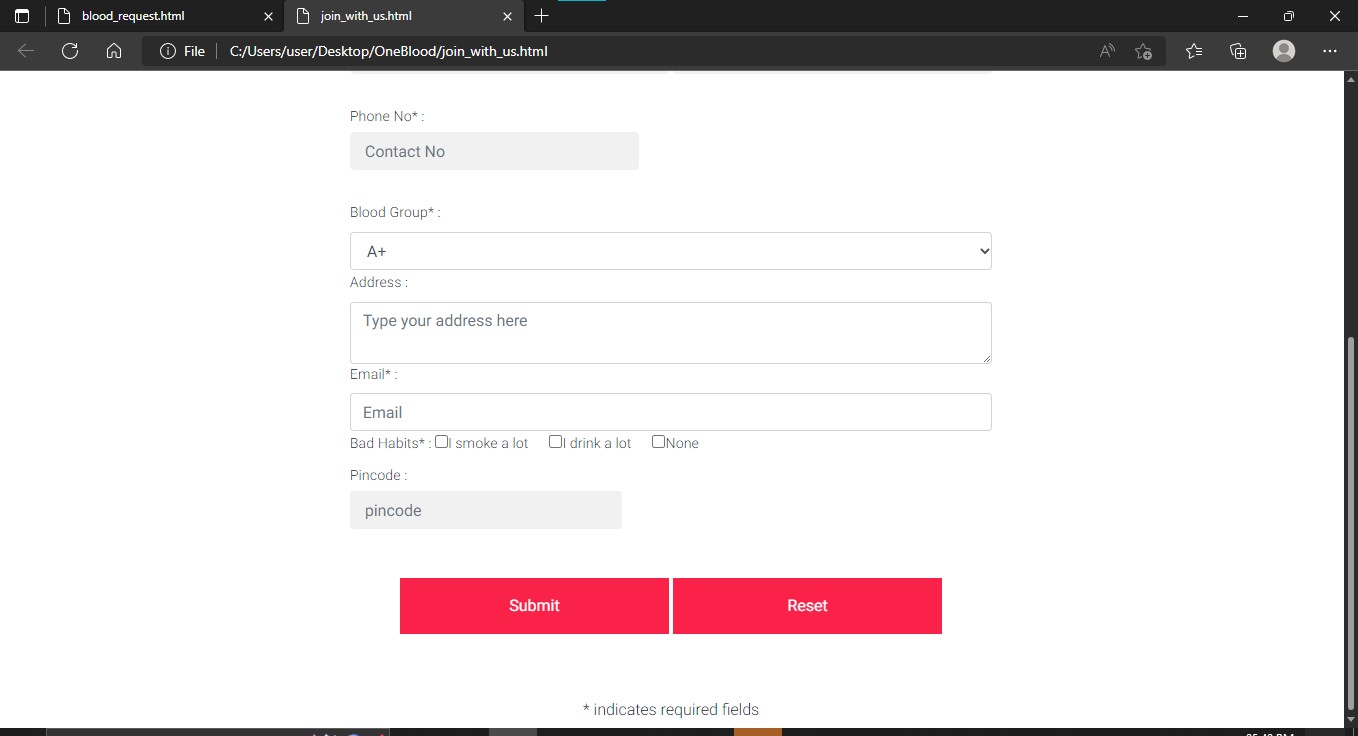 blood_request.html
join_with_us.html
File
C:/Users/user/Desktop/OneBlood/join_with_us.html
Phone No* :
Contact No
Blood Group* :
A+
Address :
Type your address here
Email* :
Email
Bad Habits* : I smoke a lot I drink a lot None
Pincode :
pincode
Submit Reset
* indicates required fields